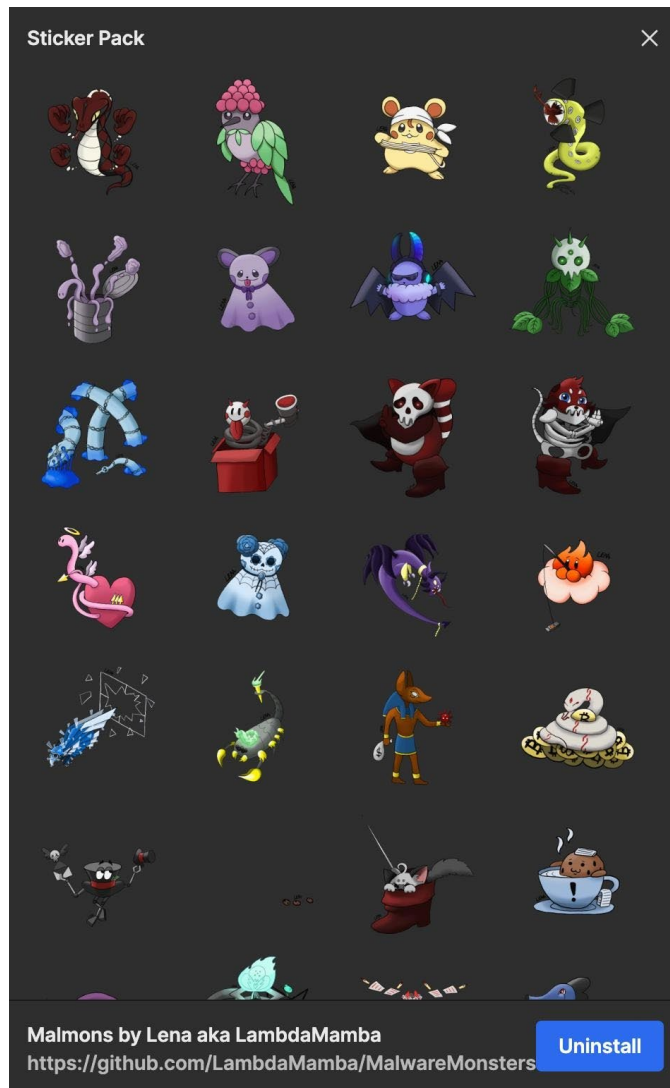 Sticker Pack
Malmons by Lena aka LambdaMamba
https://github.com/LambdaMamba/MalwareMonsters
Uninstall